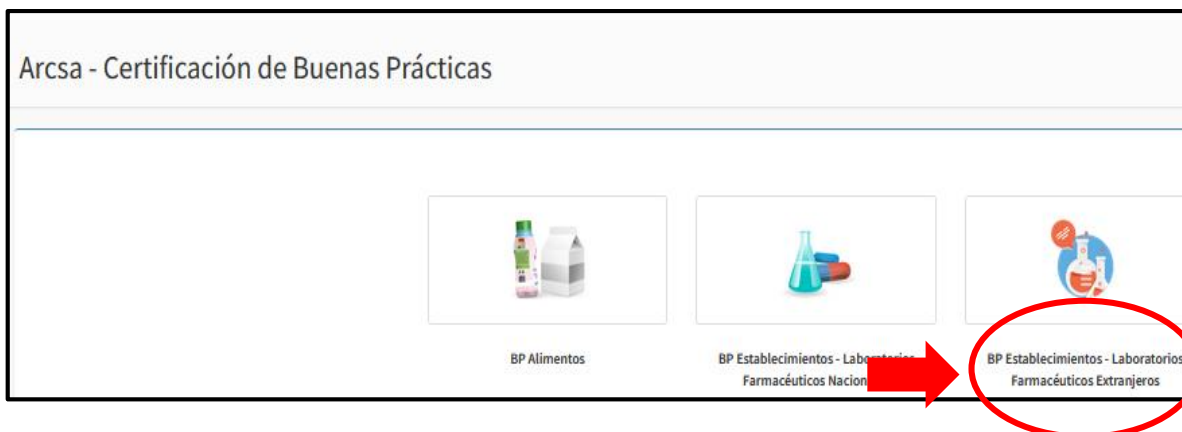 Arcsa - Certificación de Buenas Prácticas
BP Alimentos
BP Establecimientos - Laboratorios
Farmacéuticos
BP Establecimientos - Laboratorios
Farmacéuticos Extranjeros